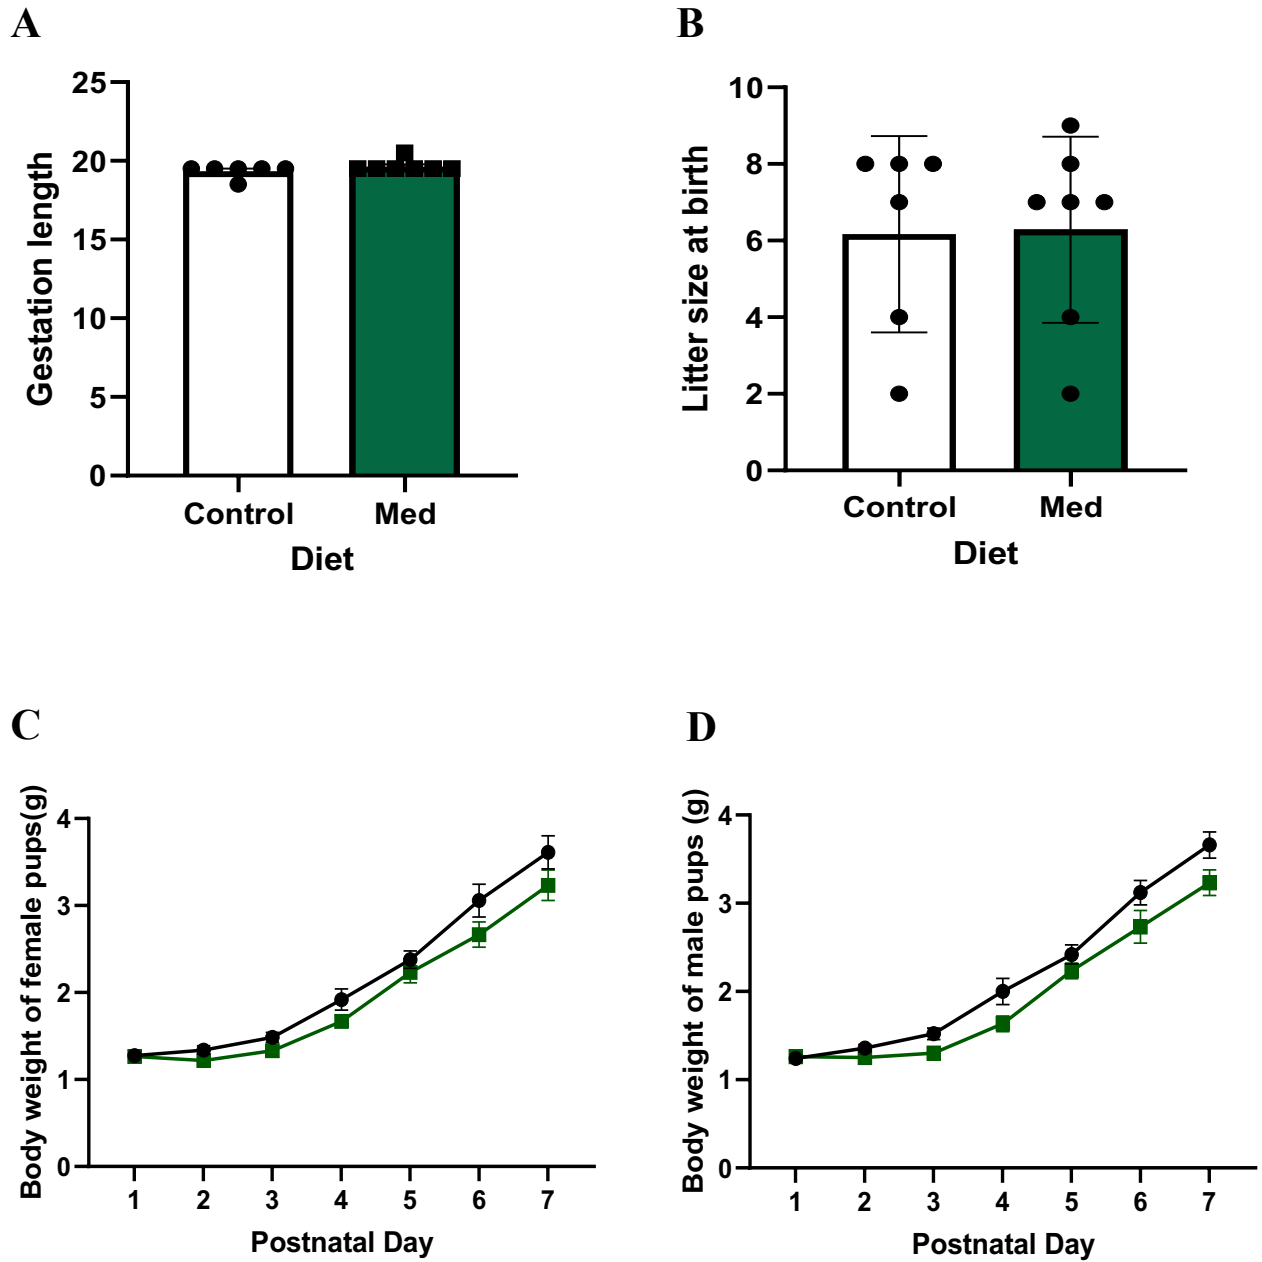 A
Gestation length
25
20
15
10
5
0
Control Med
Diet
B
Litter size at birth
10
8
6
4
2
0
Control Med
Diet
C
Body weight of female pups(g)
4
3
2
1
0
1 2 3 4 5 6 7
Postnatal Day
D
Body weight of male pups (g)
4
3
2
1
0
1 2 3 4 5 6 7
Postnatal Day